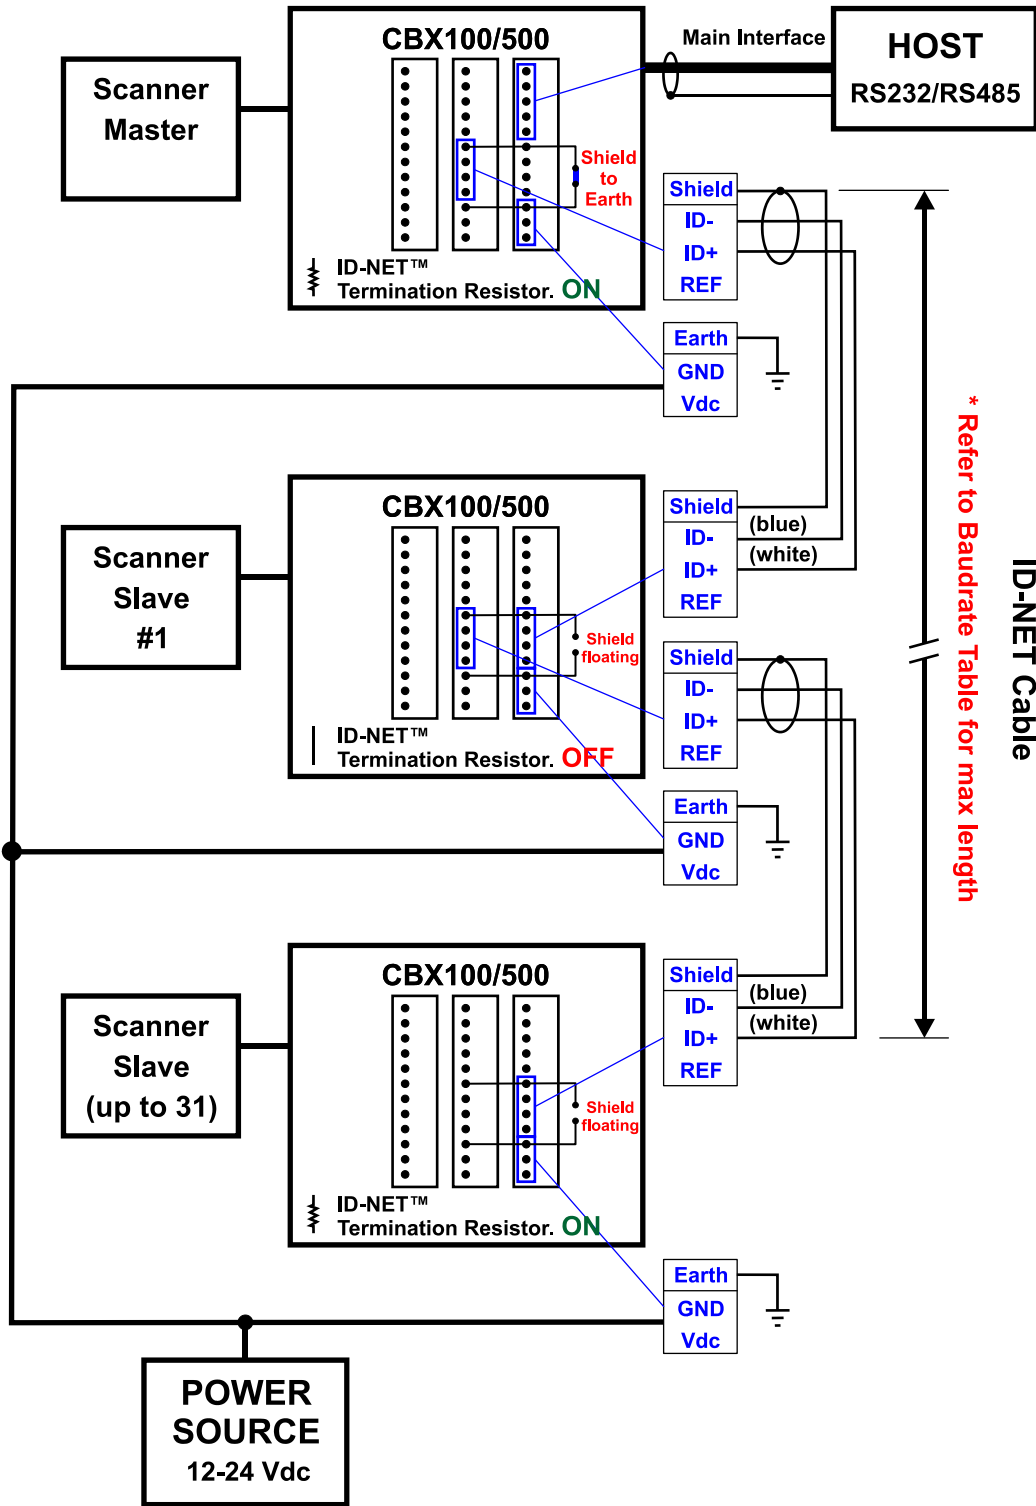 CBX100/500
Scanner
Master
Main Interface
HOST
RS232/RS485
Shield
to
Earth
ID-NET™
Termination Resistor. ON
Shield
ID-
ID+
REF
Earth
GND
Vdc
CBX100/500
Scanner
Slave
#1
Shield
floating
ID-NET™
Termination Resistor. OFF
Shield
ID-
ID+
REF
(blue)
(white)
Shield
ID-
ID+
REF
Earth
GND
Vdc
CBX100/500
Scanner
Slave
(up to 31)
Shield
floating
ID-NET™
Termination Resistor. ON
Shield
ID-
ID+
REF
(blue)
(white)
Earth
GND
Vdc
POWER
SOURCE
12-24 Vdc
ID-NET Cable
* Refer to Baudrate Table for max length